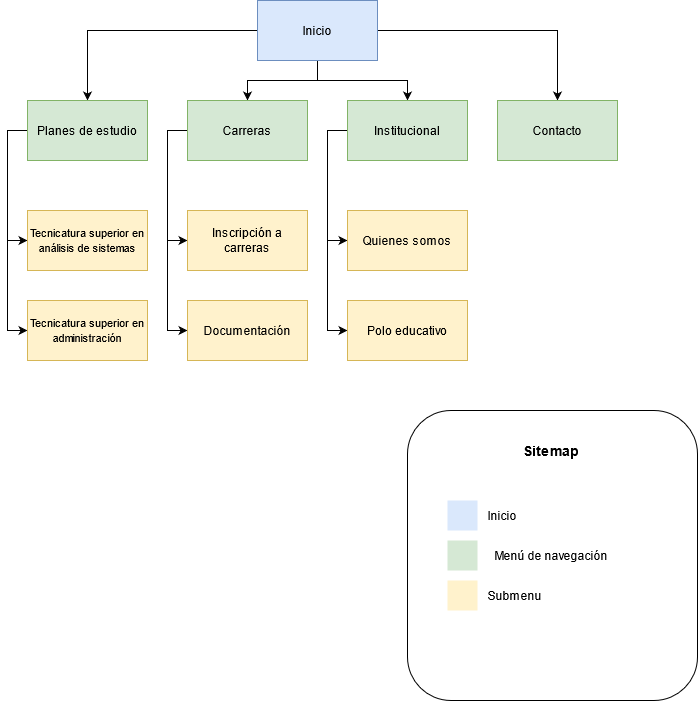 Inicio
Planes de estudio
Carreras
Institucional
Contacto
Tecnicatura superior en
análisis de sistemas
Inscripción a
carreras
Quienes somos
Tecnicatura superior en
administración
Documentación
Polo educativo
Sitemap
Inicio
Menú de navegación
Submenu